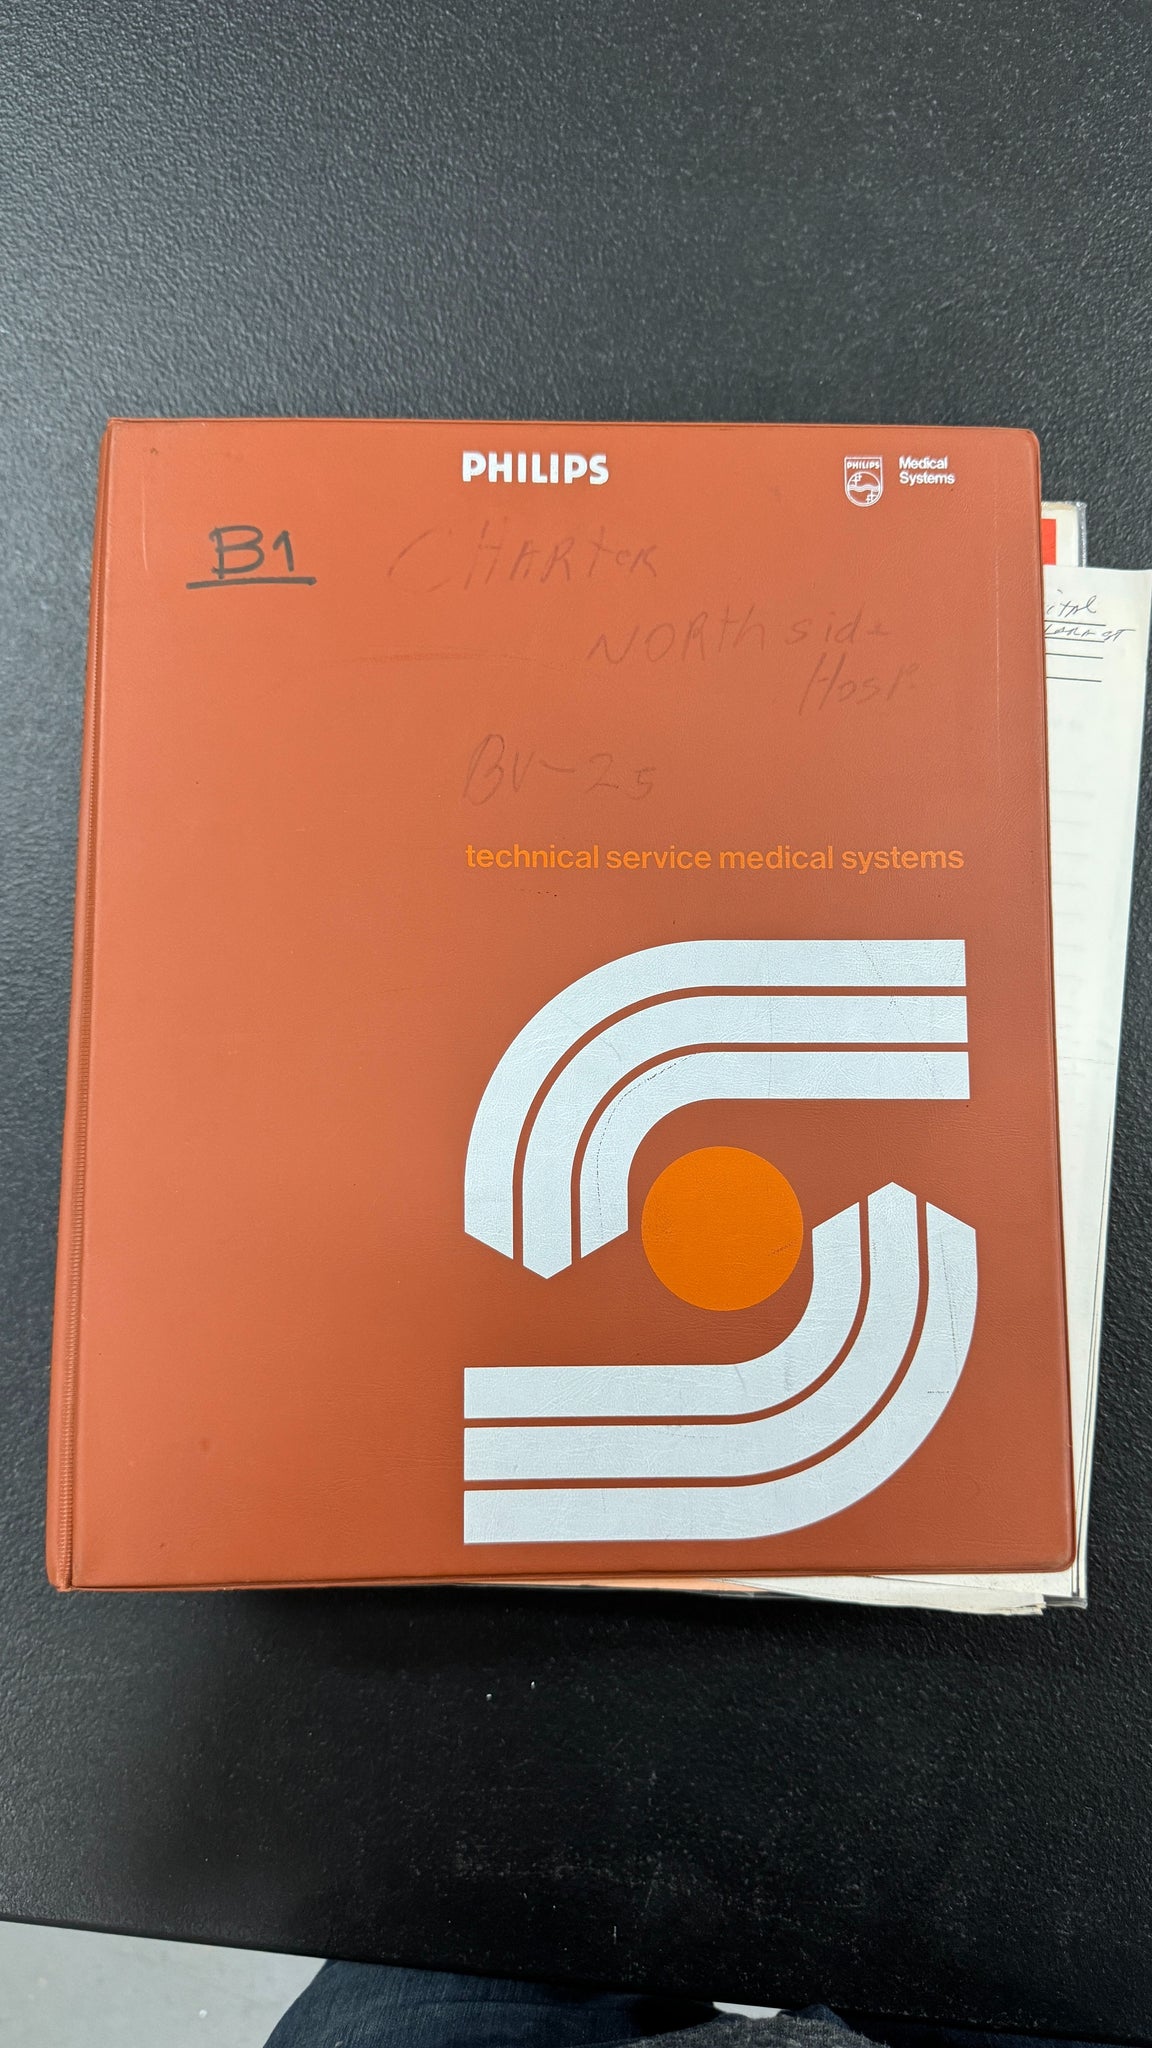 PHILIPS
PHILIPS
Medical
Systems
B1
CHARter
NORthside
Hosp.
BV-25
technical service medical systems